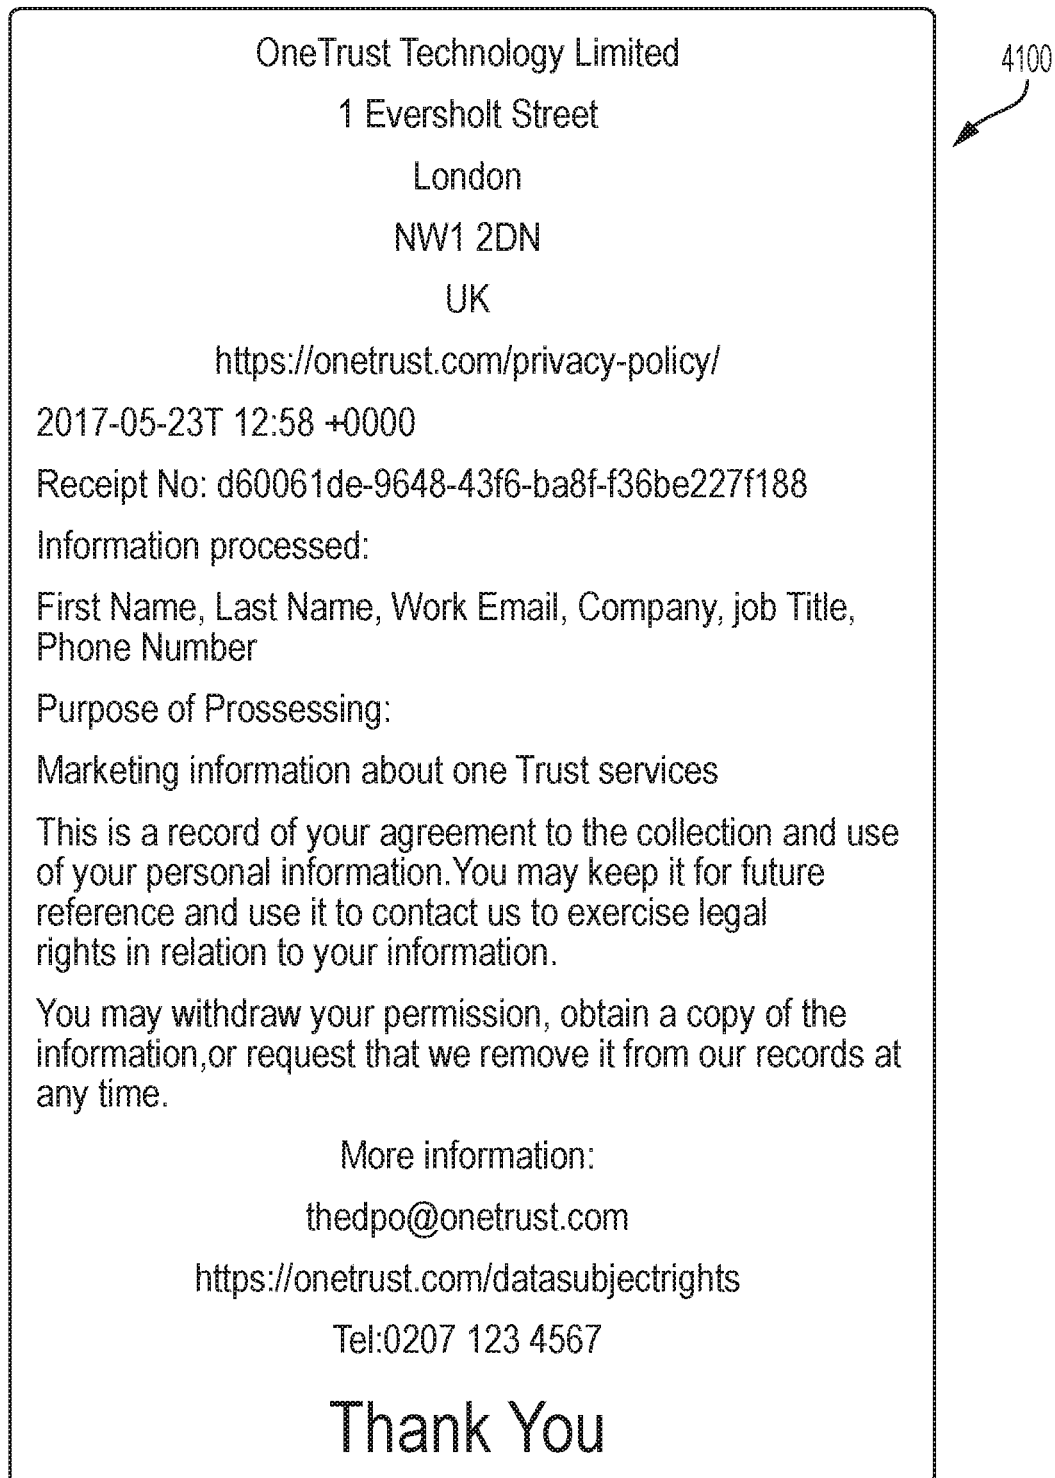 OneTrust Technology Limited
4100
1 Eversholt Street
London
NW1 2DN
UK
https://onetrust.com/privacy-policy/
2017-05-23T 12:58 +0000
Receipt No: d60061de-9648-43f6-ba8f-f36be227f188
Information processed:
First Name, Last Name, Work Email, Company, job Title,
Phone Number
Purpose of Prossessing:
Marketing information about one Trust services
This is a record of your agreement to the collection and use
of your personal information.You may keep it for future
reference and use it to contact us to exercise legal
rights in relation to your information.
You may withdraw your permission, obtain a copy of the
information,or request that we remove it from our records at
any time.
More information:
thedpo@onetrust.com
https://onetrust.com/datasubjectrights
Tel:0207 123 4567
Thank You